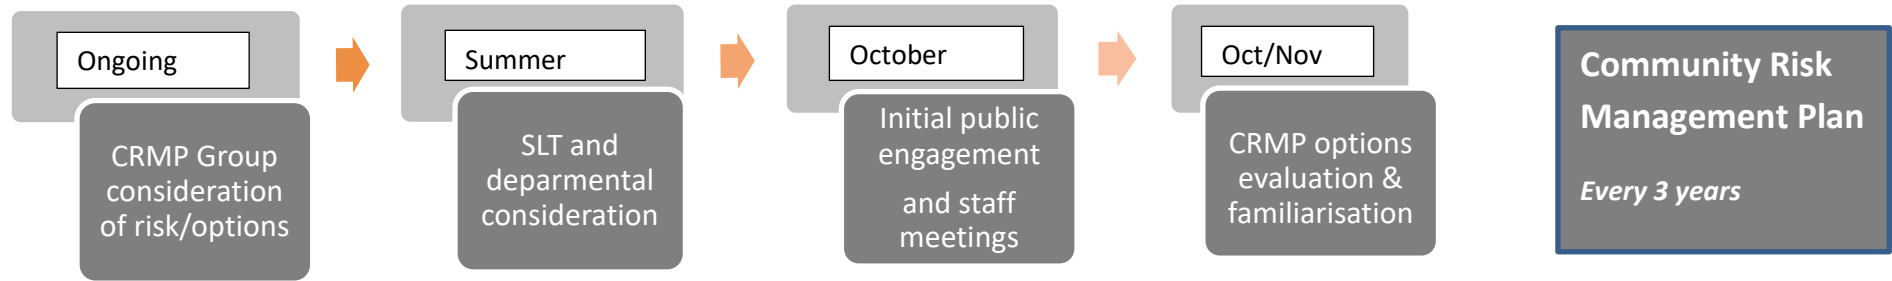 Ongoing
CRMP Group
consideration
of risk/options
Summer
SLT and
deparmental
consideration
October
Initial public
engagement
and staff
meetings
Oct/Nov
CRMP options
evaluation &
familiarisation
Community Risk
Management Plan
Every 3 years